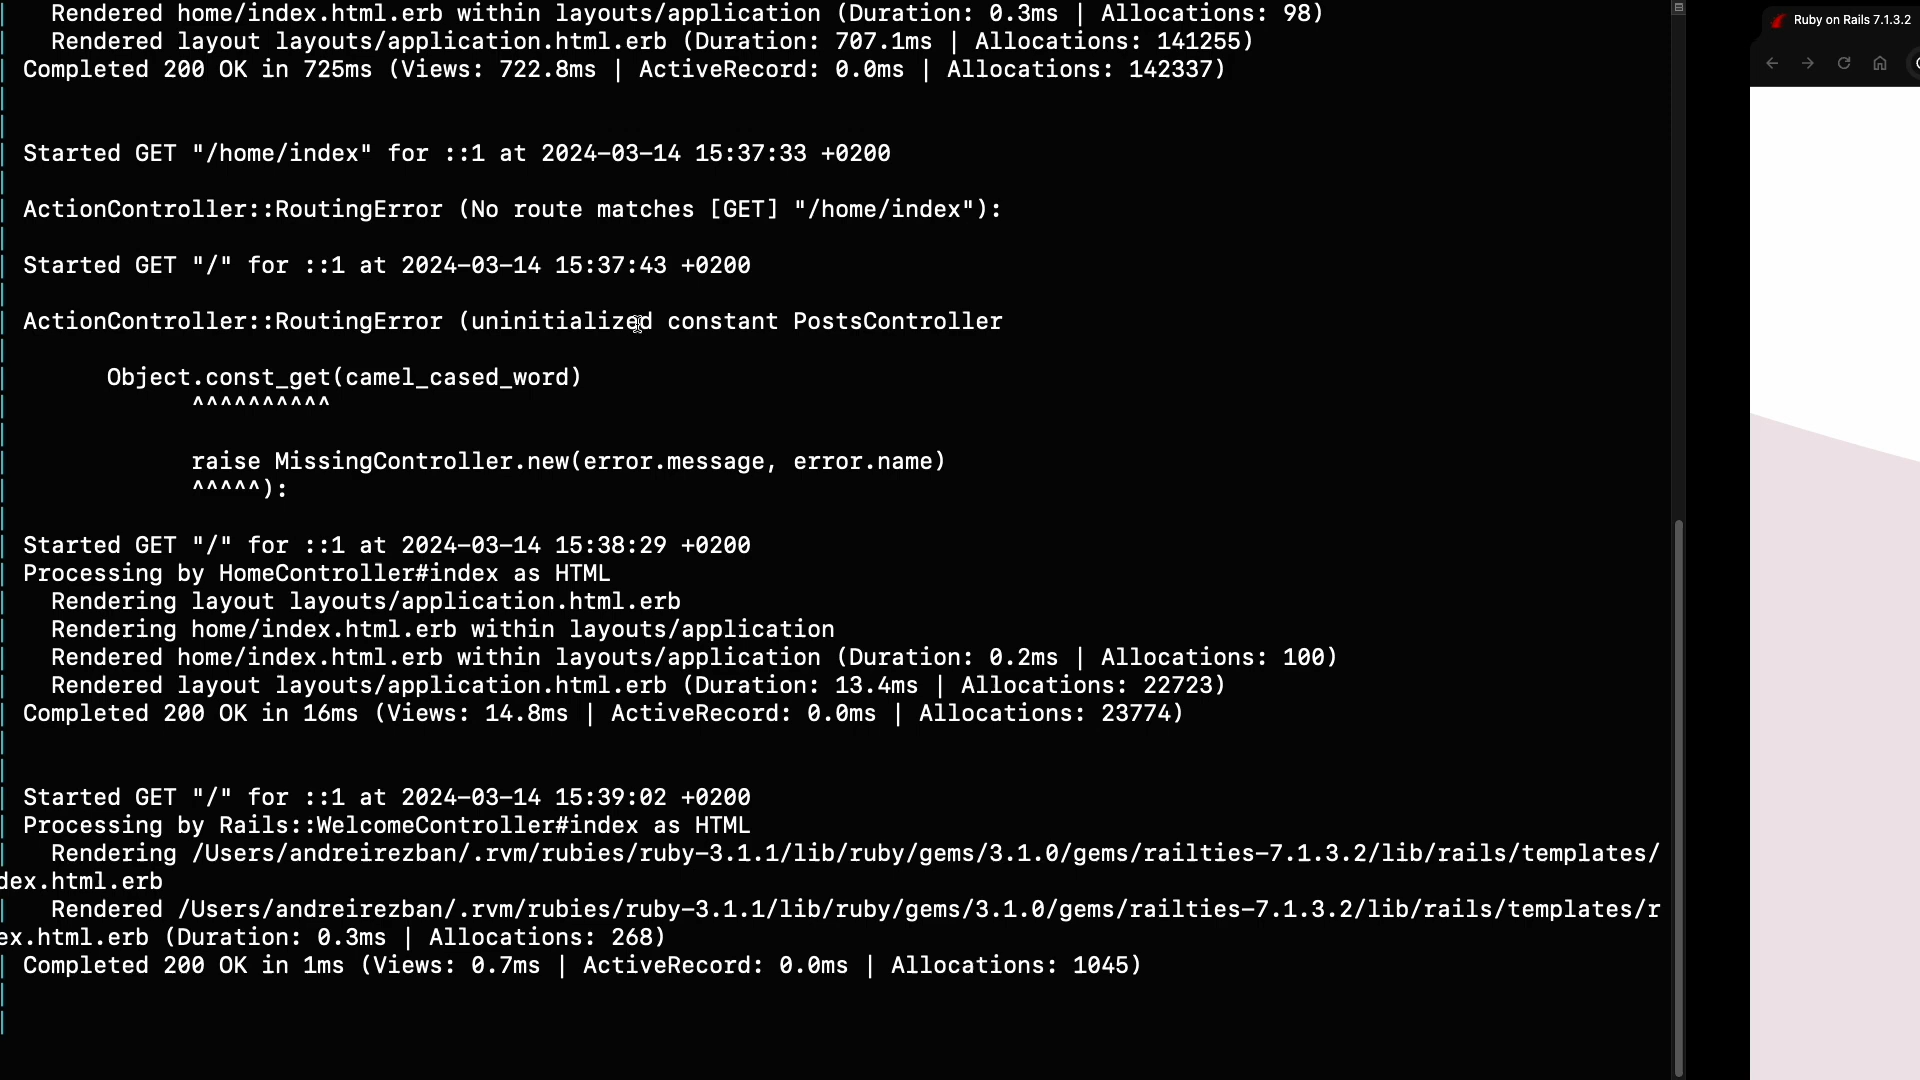 Rendered home/index.html.erb within layouts/application (Duration: 0.3ms | Allocations: 98)
Rendered layout layouts/application.html.erb (Duration: 707.1ms | Allocations: 141255)
Completed 200 OK in 725ms (Views: 722.8ms | ActiveRecord: 0.0ms | Allocations: 142337)
Started GET "/home/index" for ::1 at 2024-03-14 15:37:33 +0200
ActionController::RoutingError (No route matches [GET] "/home/index"):
Started GET "/" for ::1 at 2024-03-14 15:37:43 +0200
ActionController::RoutingError (uninitialized constant PostsController
Object.const_get(camel_cased_word)
^^^^^^^^^^
raise MissingController.new(error.message, error.name)
^^^^^):
Started GET "/" for ::1 at 2024-03-14 15:38:29 +0200
Processing by HomeController#index as HTML
Rendering layout layouts/application.html.erb
Rendering home/index.html.erb within layouts/application
Rendered home/index.html.erb within layouts/application (Duration: 0.2ms | Allocations: 100)
Rendered layout layouts/application.html.erb (Duration: 13.4ms | Allocations: 22723)
Completed 200 OK in 16ms (Views: 14.8ms | ActiveRecord: 0.0ms | Allocations: 23774)
Started GET "/" for ::1 at 2024-03-14 15:39:02 +0200
Processing by Rails::WelcomeController#index as HTML
Rendering /Users/andreirezban/.rvm/rubies/ruby-3.1.1/lib/ruby/gems/3.1.0/gems/railties-7.1.3.2/lib/rails/templates/
dex.html.erb
Rendered /Users/andreirezban/.rvm/rubies/ruby-3.1.1/lib/ruby/gems/3.1.0/gems/railties-7.1.3.2/lib/rails/templates/r
ex.html.erb (Duration: 0.3ms | Allocations: 268)
Completed 200 OK in 1ms (Views: 0.7ms | ActiveRecord: 0.0ms | Allocations: 1045)
Ruby on Rails 7.1.3.2